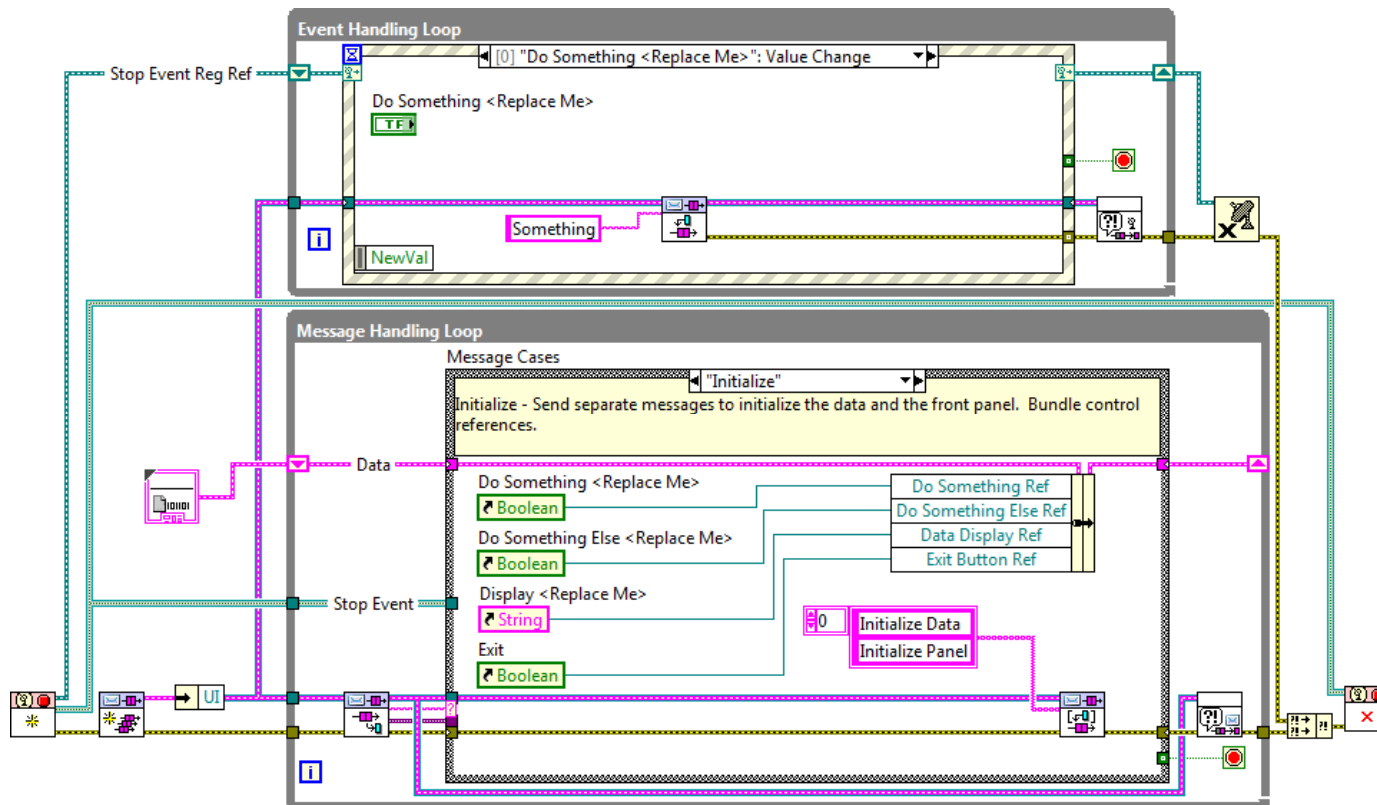 Event Handling Loop
[0] "Do Something <Replace Me>": Value Change
Stop Event Reg Ref
Do Something <Replace Me>
TF
Something
i
NewVal
Message Handling Loop
Message Cases
"Initialize"
Initialize - Send separate messages to initialize the data and the front panel.  Bundle control
references.
Data
Do Something <Replace Me>
Boolean
Do Something Ref
Do Something Else Ref
Data Display Ref
Exit Button Ref
Do Something Else <Replace Me>
Boolean
Display <Replace Me>
String
Stop Event
0
Initialize Data
Initialize Panel
Exit
Boolean
UI
?
i